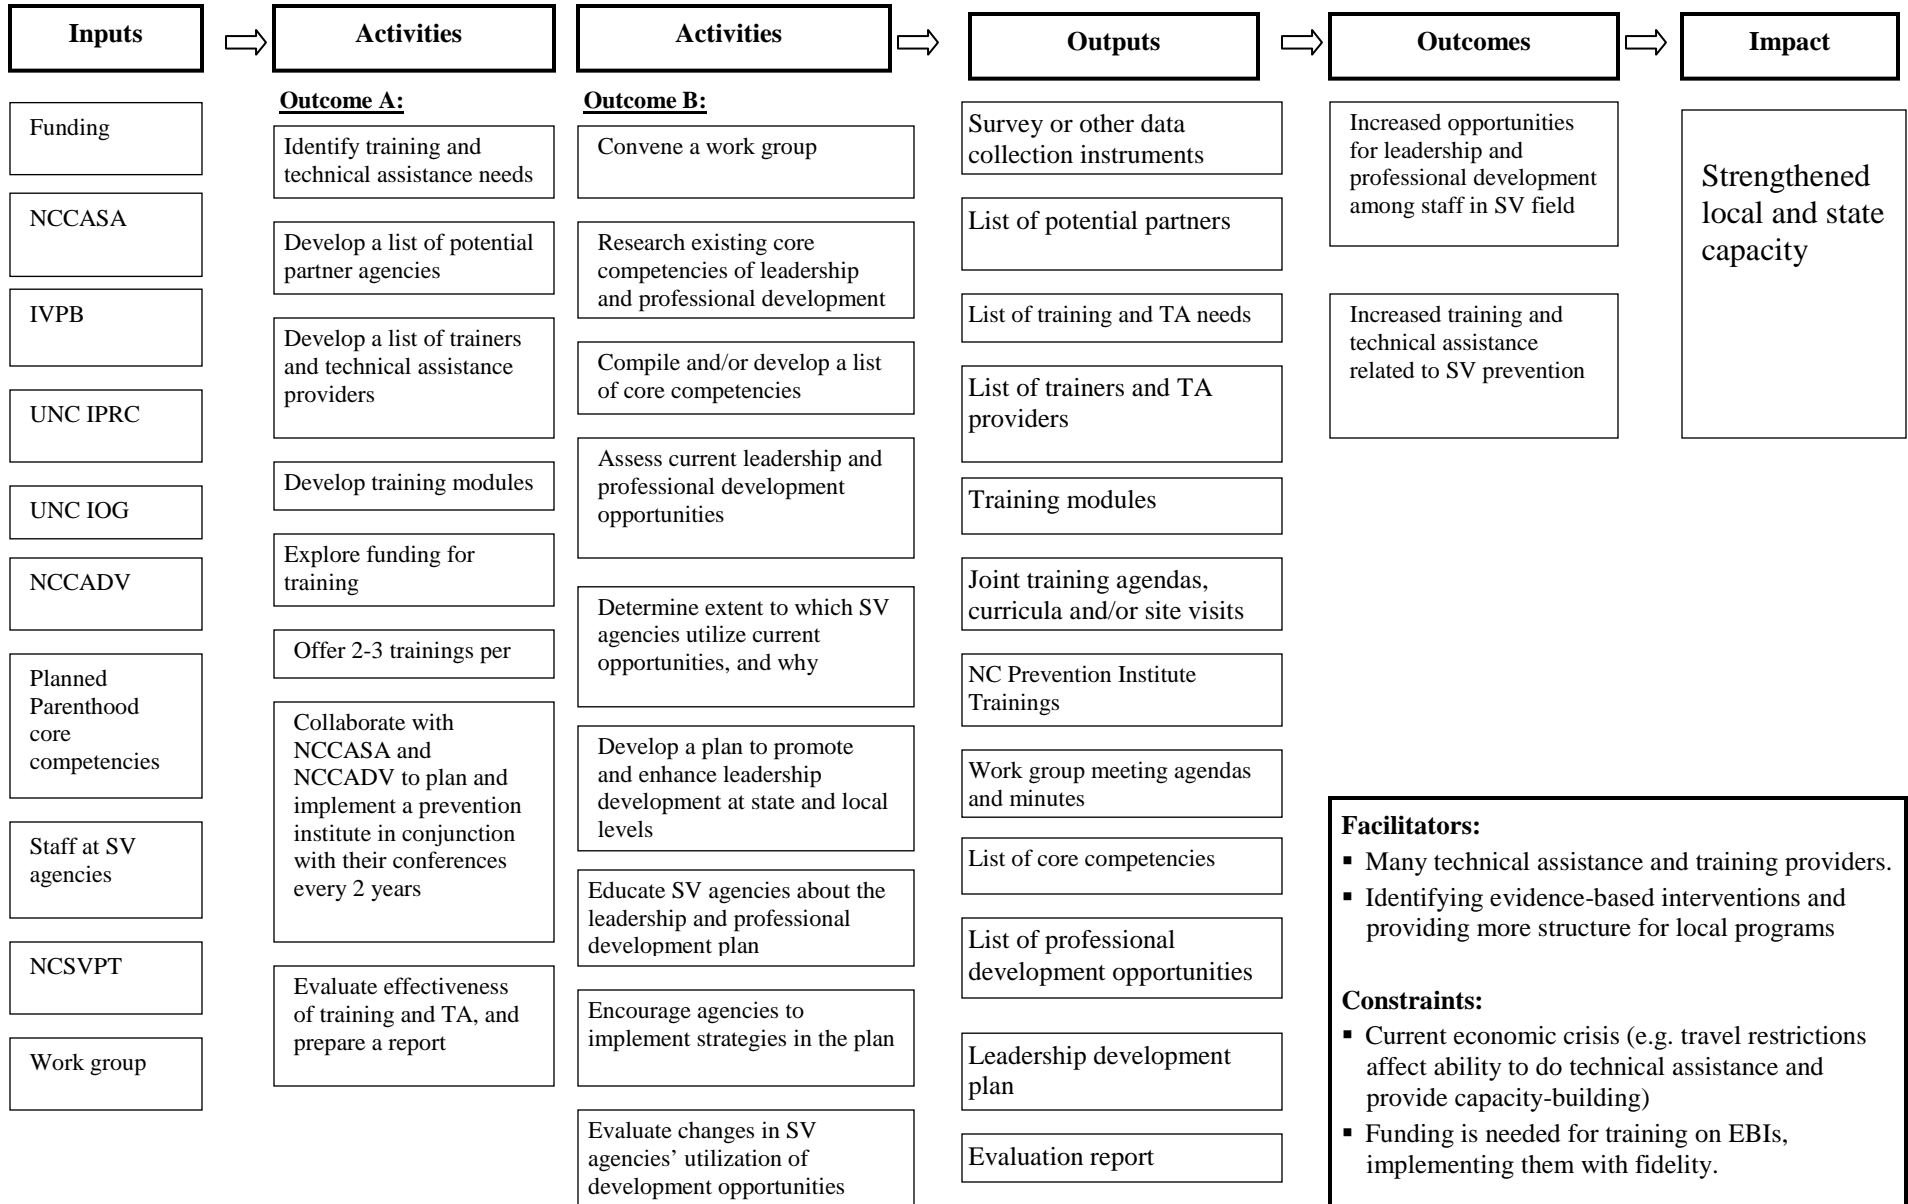 Inputs
Activities
Activities
Outputs
Outcomes
Impact
Funding
NCCASA
IVPB
UNC IPRC
UNC IOG
NCCADV
Planned
Parenthood
core
competencies
Staff at SV
agencies
NCSVPT
Work group
Outcome A:
Identify training and
technical assistance needs
Develop a list of potential
partner agencies
Develop a list of trainers
and technical assistance
providers
Develop training modules
Explore funding for
training
Offer 2-3 trainings per
Collaborate with
NCCASA and
NCCADV to plan and
implement a prevention
institute in conjunction
with their conferences
every 2 years
Evaluate effectiveness
of training and TA, and
prepare a report
Outcome B:
Convene a work group
Research existing core
competencies of leadership
and professional development
Compile and/or develop a list
of core competencies
Assess current leadership and
professional development
opportunities
Determine extent to which SV
agencies utilize current
opportunities, and why
Develop a plan to promote
and enhance leadership
development at state and local
levels
Educate SV agencies about the
leadership and professional
development plan
Encourage agencies to
implement strategies in the plan
Evaluate changes in SV
agencies’ utilization of
development opportunities
Survey or other data
collection instruments
List of potential partners
List of training and TA needs
List of trainers and TA
providers
Training modules
Joint training agendas,
curricula and/or site visits
NC Prevention Institute
Trainings
Work group meeting agendas
and minutes
List of core competencies
List of professional
development opportunities
Leadership development
plan
Evaluation report
Increased opportunities
for leadership and
professional development
among staff in SV field
Increased training and
technical assistance
related to SV prevention
Strengthened
local and state
capacity
Facilitators:
▪ Many technical assistance and training providers.
▪ Identifying evidence-based interventions and
providing more structure for local programs
Constraints:
▪ Current economic crisis (e.g. travel restrictions
affect ability to do technical assistance and
provide capacity-building)
▪ Funding is needed for training on EBIs,
implementing them with fidelity.